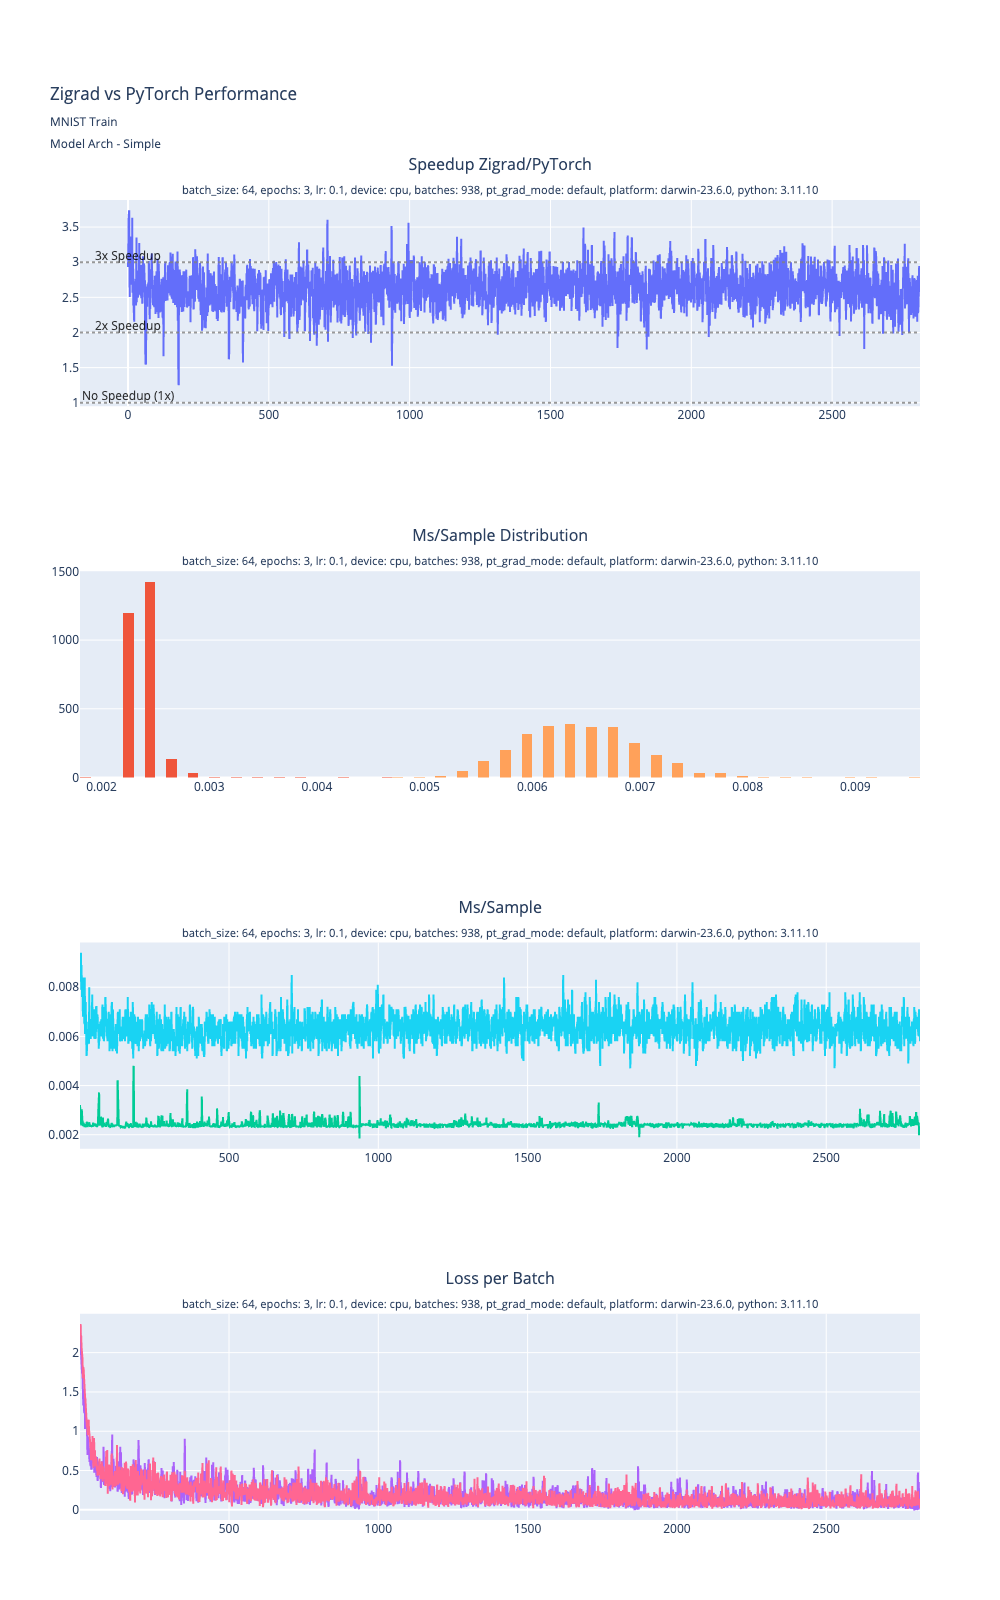 Zigrad vs PyTorch Performance
MNIST Train
Model Arch - Simple
Speedup Zigrad/PyTorch
batch_size: 64, epochs: 3, lr: 0.1, device: cpu, batches: 938, pt_grad_mode: default, platform: darwin-23.6.0, python: 3.11.10
3.5
3x Speedup
3
2.5
2x Speedup
2
1.5
No Speedup (1x)
1
0 500 1000 1500 2000 2500
Ms/Sample Distribution
batch_size: 64, epochs: 3, lr: 0.1, device: cpu, batches: 938, pt_grad_mode: default, platform: darwin-23.6.0, python: 3.11.10
1500
1000
500
0
0.002 0.003 0.004 0.005 0.006 0.007 0.008 0.009
Ms/Sample
batch_size: 64, epochs: 3, lr: 0.1, device: cpu, batches: 938, pt_grad_mode: default, platform: darwin-23.6.0, python: 3.11.10
0.008
0.006
0.004
0.002
500 1000 1500 2000 2500
Loss per Batch
batch_size: 64, epochs: 3, lr: 0.1, device: cpu, batches: 938, pt_grad_mode: default, platform: darwin-23.6.0, python: 3.11.10
2
1.5
1
0.5
0
500 1000 1500 2000 2500